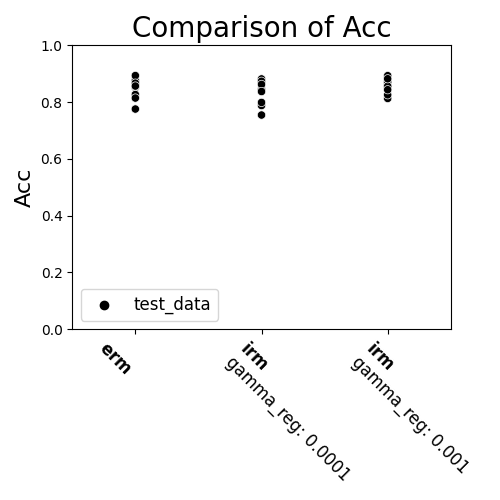 Comparison of Acc
Acc
1.0
0.8
0.6
0.4
0.2
0.0
test_data
erm
irm
gamma_reg: 0.0001
irm
gamma_reg: 0.001